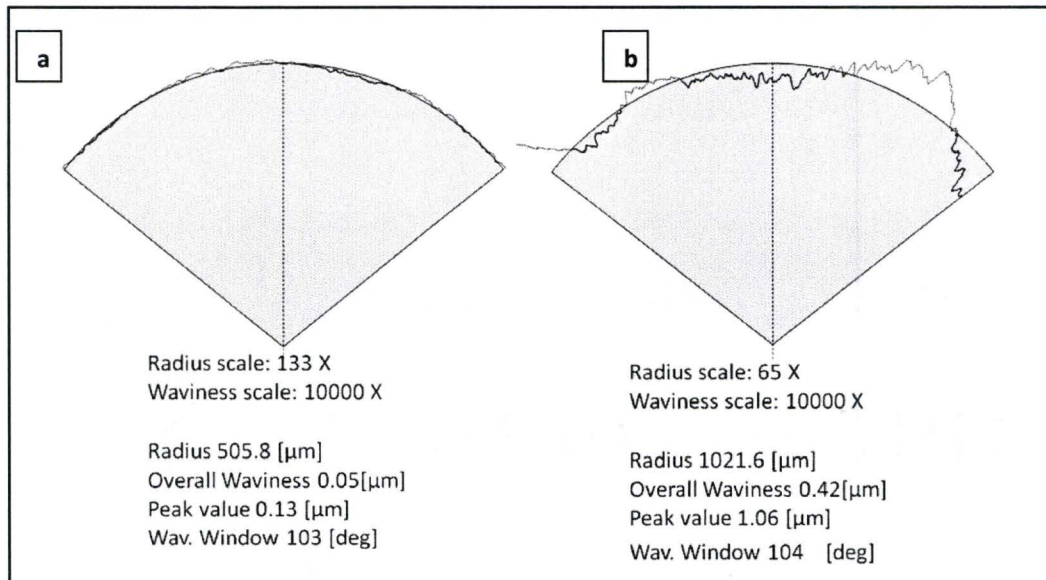 a
Radius scale: 133 X
Waviness scale: 10000 X
Radius 505.8 [μm]
Overall Waviness 0.05[μm]
Peak value 0.13 [μm]
Wav. Window 103 [deg]
b
Radius scale: 65 X
Waviness scale: 10000 X
Radius 1021.6 [μm]
Overall Waviness 0.42[μm]
Peak value 1.06 [μm]
Wav. Window 104 [deg]